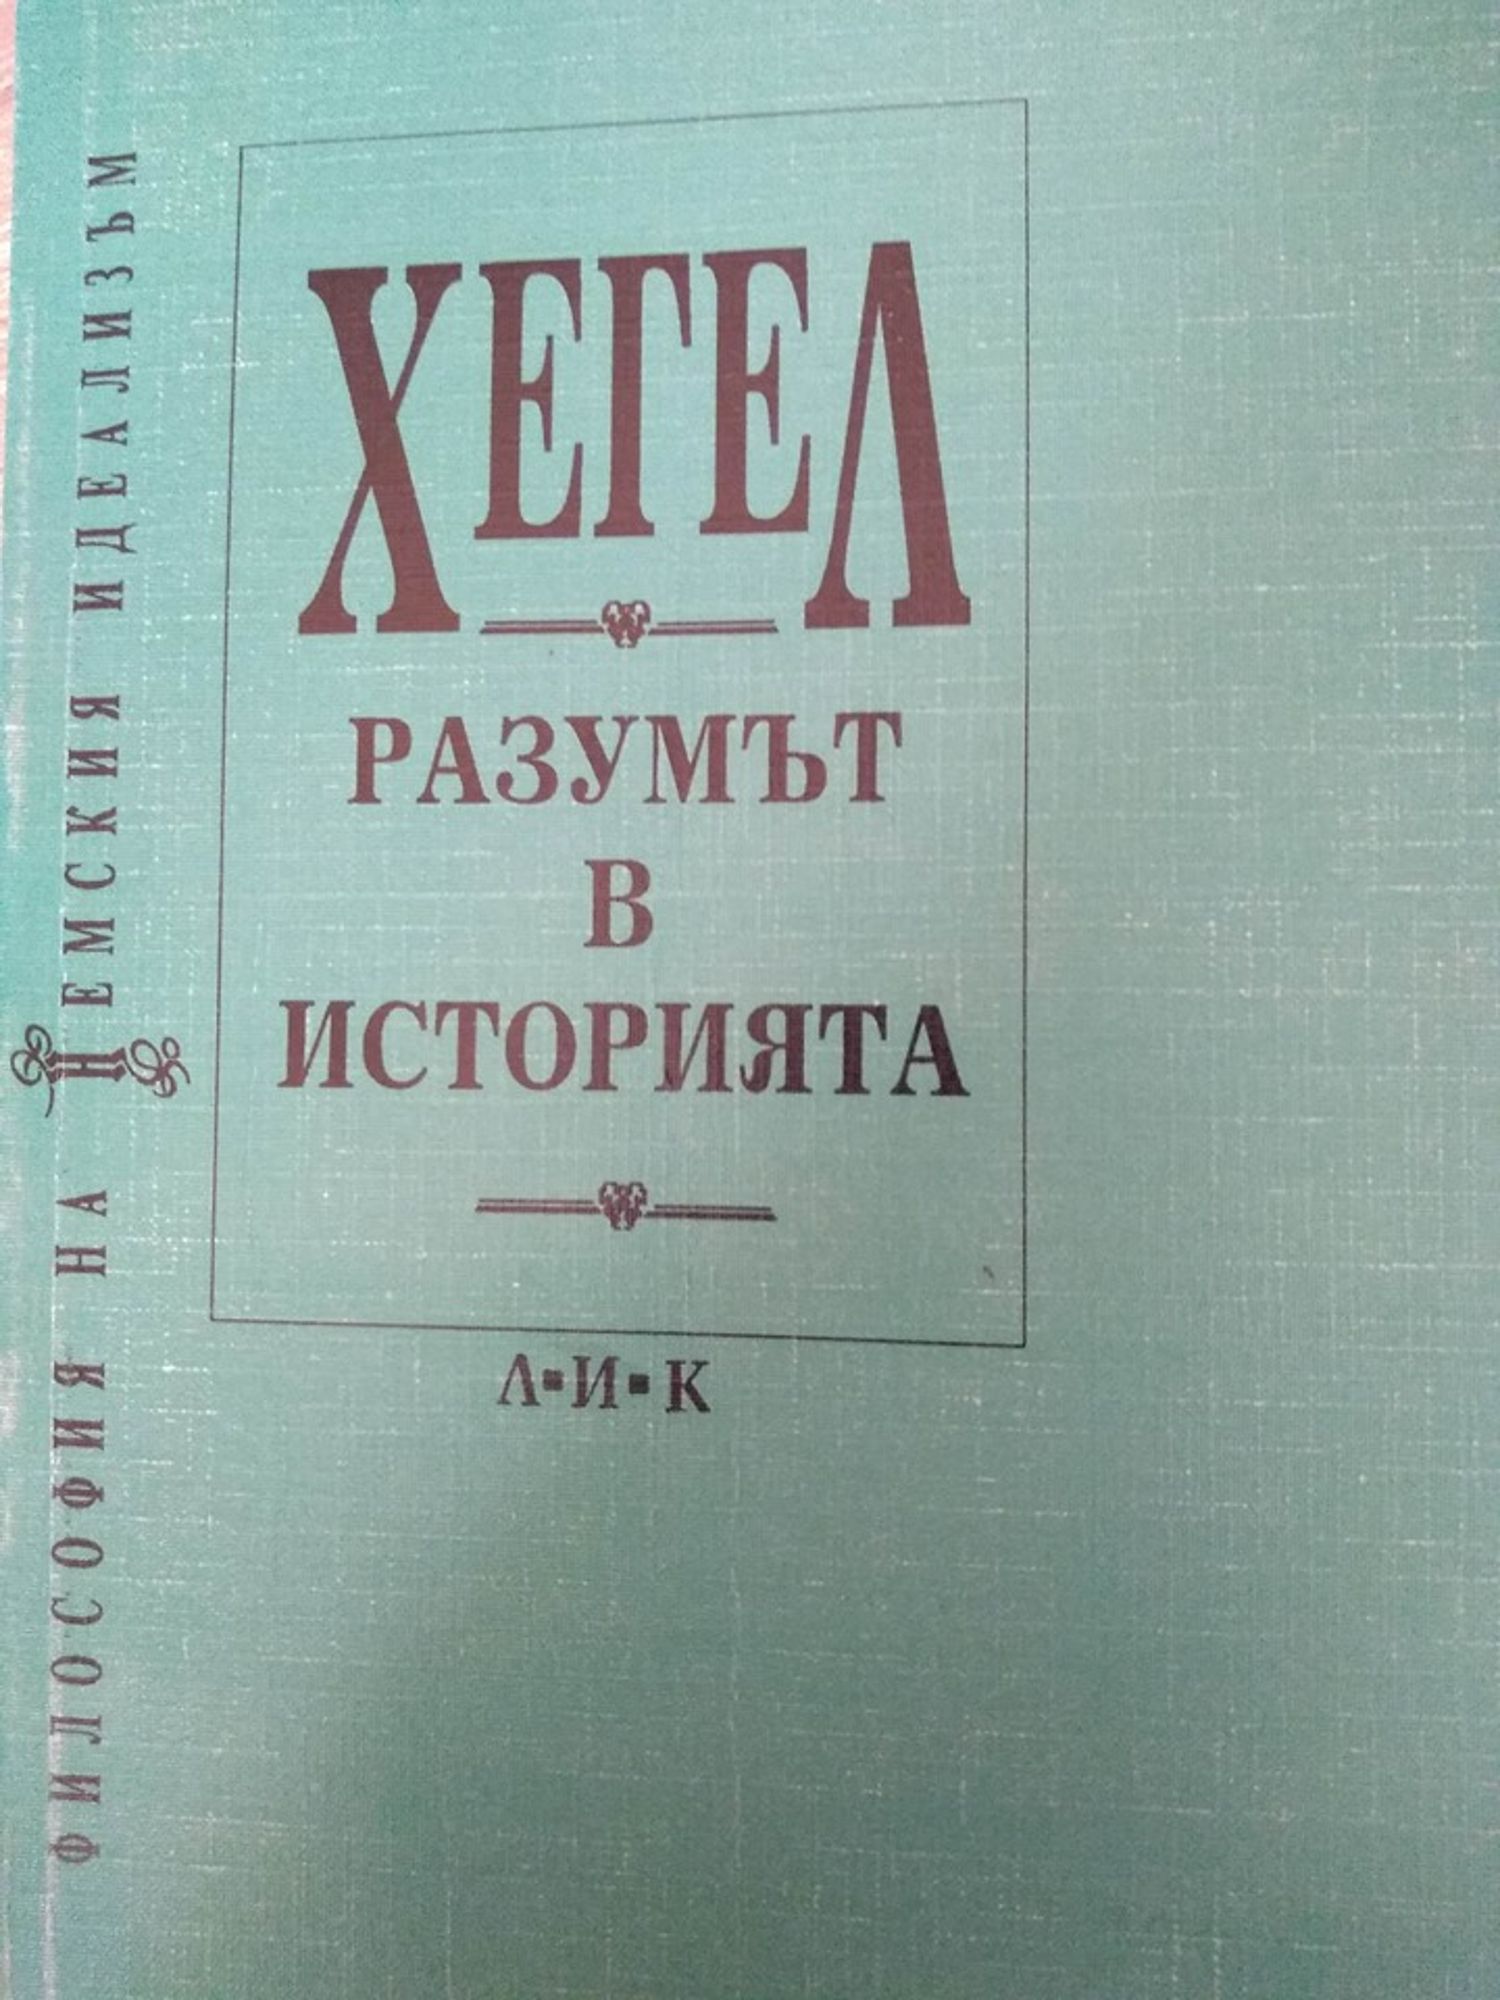 ФИЛОСОФИЯ НА НЕМСКИЯ ИДЕАЛИЗЪМ
ХЕГЕЛ
РАЗУМЪТ
В
ИСТОРИЯТА
Л▪И▪К